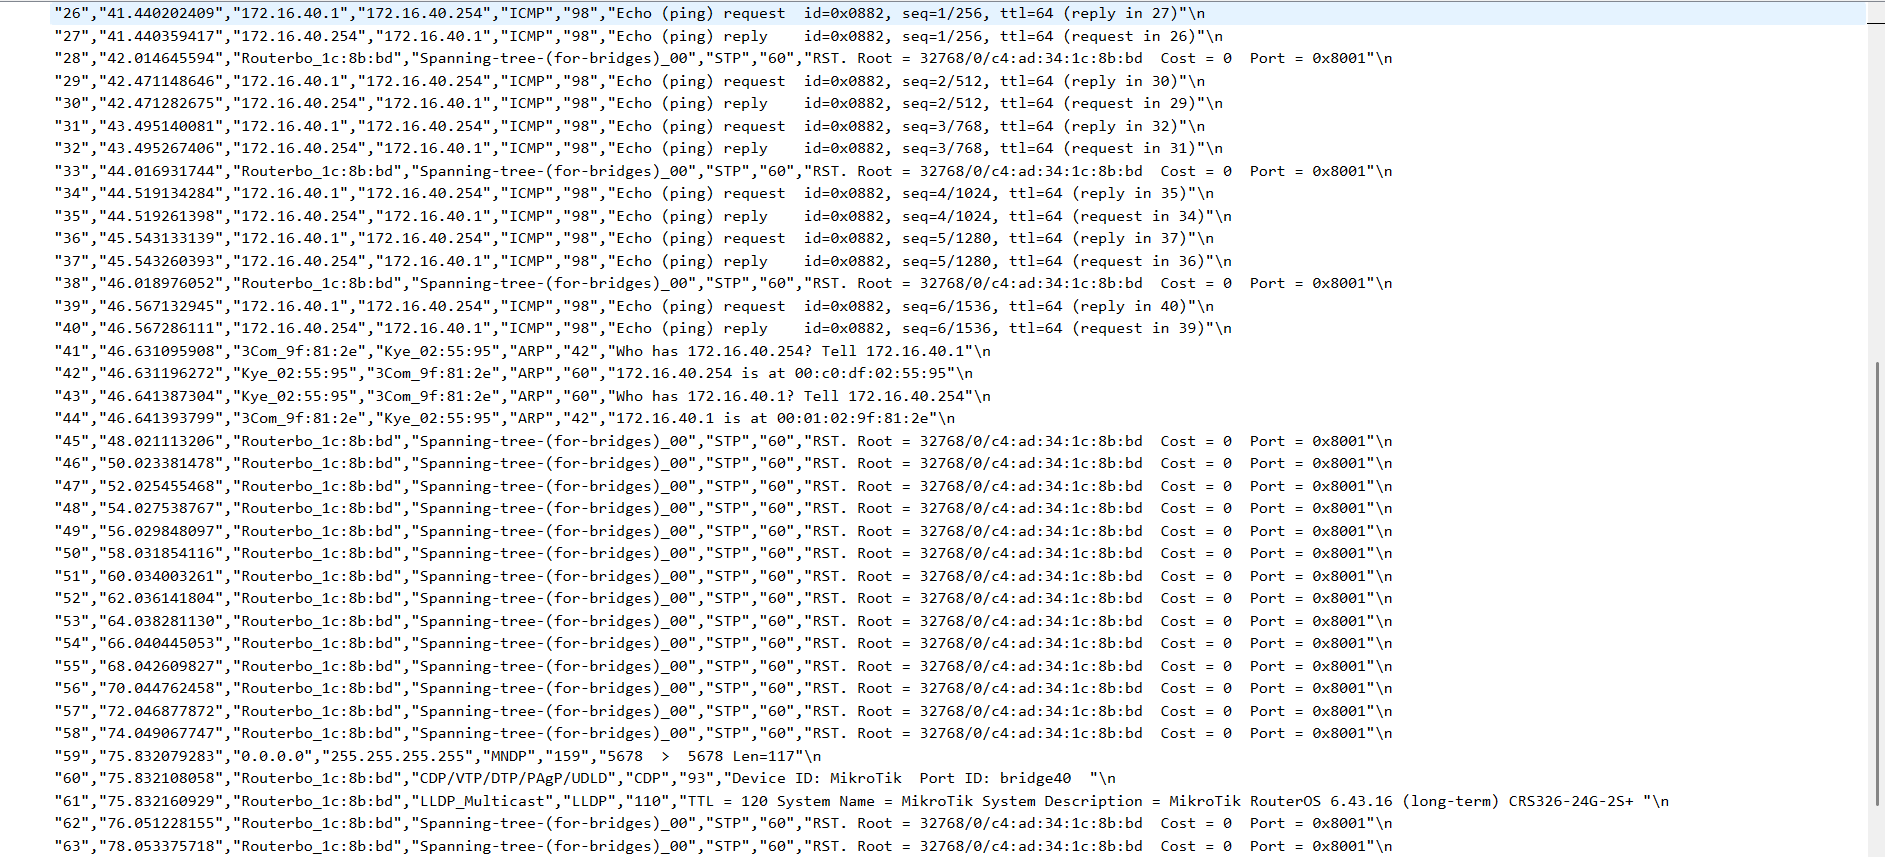 "26","41.440202409","172.16.40.1","172.16.40.254","ICMP","98","Echo (ping) request  id=0x0882, seq=1/256, ttl=64 (reply in 27)"\n
"27","41.440359417","172.16.40.254","172.16.40.1","ICMP","98","Echo (ping) reply    id=0x0882, seq=1/256, ttl=64 (request in 26)"\n
"28","42.014645594","Routerbo_1c:8b:bd","Spanning-tree-(for-bridges)_00","STP","60","RST. Root = 32768/0/c4:ad:34:1c:8b:bd  Cost = 0  Port = 0x8001"\n
"29","42.471148646","172.16.40.1","172.16.40.254","ICMP","98","Echo (ping) request  id=0x0882, seq=2/512, ttl=64 (reply in 30)"\n
"30","42.471282675","172.16.40.254","172.16.40.1","ICMP","98","Echo (ping) reply    id=0x0882, seq=2/512, ttl=64 (request in 29)"\n
"31","43.495140081","172.16.40.1","172.16.40.254","ICMP","98","Echo (ping) request  id=0x0882, seq=3/768, ttl=64 (reply in 32)"\n
"32","43.495267406","172.16.40.254","172.16.40.1","ICMP","98","Echo (ping) reply    id=0x0882, seq=3/768, ttl=64 (request in 31)"\n
"33","44.016931744","Routerbo_1c:8b:bd","Spanning-tree-(for-bridges)_00","STP","60","RST. Root = 32768/0/c4:ad:34:1c:8b:bd  Cost = 0  Port = 0x8001"\n
"34","44.519134284","172.16.40.1","172.16.40.254","ICMP","98","Echo (ping) request  id=0x0882, seq=4/1024, ttl=64 (reply in 35)"\n
"35","44.519261398","172.16.40.254","172.16.40.1","ICMP","98","Echo (ping) reply    id=0x0882, seq=4/1024, ttl=64 (request in 34)"\n
"36","45.543133139","172.16.40.1","172.16.40.254","ICMP","98","Echo (ping) request  id=0x0882, seq=5/1280, ttl=64 (reply in 37)"\n
"37","45.543260393","172.16.40.254","172.16.40.1","ICMP","98","Echo (ping) reply    id=0x0882, seq=5/1280, ttl=64 (request in 36)"\n
"38","46.018976052","Routerbo_1c:8b:bd","Spanning-tree-(for-bridges)_00","STP","60","RST. Root = 32768/0/c4:ad:34:1c:8b:bd  Cost = 0  Port = 0x8001"\n
"39","46.567132945","172.16.40.1","172.16.40.254","ICMP","98","Echo (ping) request  id=0x0882, seq=6/1536, ttl=64 (reply in 40)"\n
"40","46.567286111","172.16.40.254","172.16.40.1","ICMP","98","Echo (ping) reply    id=0x0882, seq=6/1536, ttl=64 (request in 39)"\n
"41","46.631095908","3Com_9f:81:2e","Kye_02:55:95","ARP","42","Who has 172.16.40.254? Tell 172.16.40.1"\n
"42","46.631196272","Kye_02:55:95","3Com_9f:81:2e","ARP","60","172.16.40.254 is at 00:c0:df:02:55:95"\n
"43","46.641387304","Kye_02:55:95","3Com_9f:81:2e","ARP","60","Who has 172.16.40.1? Tell 172.16.40.254"\n
"44","46.641393799","3Com_9f:81:2e","Kye_02:55:95","ARP","42","172.16.40.1 is at 00:01:02:9f:81:2e"\n
"45","48.021113206","Routerbo_1c:8b:bd","Spanning-tree-(for-bridges)_00","STP","60","RST. Root = 32768/0/c4:ad:34:1c:8b:bd  Cost = 0  Port = 0x8001"\n
"46","50.023381478","Routerbo_1c:8b:bd","Spanning-tree-(for-bridges)_00","STP","60","RST. Root = 32768/0/c4:ad:34:1c:8b:bd  Cost = 0  Port = 0x8001"\n
"47","52.025455468","Routerbo_1c:8b:bd","Spanning-tree-(for-bridges)_00","STP","60","RST. Root = 32768/0/c4:ad:34:1c:8b:bd  Cost = 0  Port = 0x8001"\n
"48","54.027538767","Routerbo_1c:8b:bd","Spanning-tree-(for-bridges)_00","STP","60","RST. Root = 32768/0/c4:ad:34:1c:8b:bd  Cost = 0  Port = 0x8001"\n
"49","56.029848097","Routerbo_1c:8b:bd","Spanning-tree-(for-bridges)_00","STP","60","RST. Root = 32768/0/c4:ad:34:1c:8b:bd  Cost = 0  Port = 0x8001"\n
"50","58.031854116","Routerbo_1c:8b:bd","Spanning-tree-(for-bridges)_00","STP","60","RST. Root = 32768/0/c4:ad:34:1c:8b:bd  Cost = 0  Port = 0x8001"\n
"51","60.034003261","Routerbo_1c:8b:bd","Spanning-tree-(for-bridges)_00","STP","60","RST. Root = 32768/0/c4:ad:34:1c:8b:bd  Cost = 0  Port = 0x8001"\n
"52","62.036141804","Routerbo_1c:8b:bd","Spanning-tree-(for-bridges)_00","STP","60","RST. Root = 32768/0/c4:ad:34:1c:8b:bd  Cost = 0  Port = 0x8001"\n
"53","64.038281130","Routerbo_1c:8b:bd","Spanning-tree-(for-bridges)_00","STP","60","RST. Root = 32768/0/c4:ad:34:1c:8b:bd  Cost = 0  Port = 0x8001"\n
"54","66.040445053","Routerbo_1c:8b:bd","Spanning-tree-(for-bridges)_00","STP","60","RST. Root = 32768/0/c4:ad:34:1c:8b:bd  Cost = 0  Port = 0x8001"\n
"55","68.042609827","Routerbo_1c:8b:bd","Spanning-tree-(for-bridges)_00","STP","60","RST. Root = 32768/0/c4:ad:34:1c:8b:bd  Cost = 0  Port = 0x8001"\n
"56","70.044762458","Routerbo_1c:8b:bd","Spanning-tree-(for-bridges)_00","STP","60","RST. Root = 32768/0/c4:ad:34:1c:8b:bd  Cost = 0  Port = 0x8001"\n
"57","72.046877872","Routerbo_1c:8b:bd","Spanning-tree-(for-bridges)_00","STP","60","RST. Root = 32768/0/c4:ad:34:1c:8b:bd  Cost = 0  Port = 0x8001"\n
"58","74.049067747","Routerbo_1c:8b:bd","Spanning-tree-(for-bridges)_00","STP","60","RST. Root = 32768/0/c4:ad:34:1c:8b:bd  Cost = 0  Port = 0x8001"\n
"59","75.832079283","0.0.0.0","255.255.255.255","MNDP","159","5678  >  5678 Len=117"\n
"60","75.832108058","Routerbo_1c:8b:bd","CDP/VTP/DTP/PAgP/UDLD","CDP","93","Device ID: MikroTik  Port ID: bridge40  "\n
"61","75.832160929","Routerbo_1c:8b:bd","LLDP_Multicast","LLDP","110","TTL = 120 System Name = MikroTik System Description = MikroTik RouterOS 6.43.16 (long-term) CRS326-24G-2S+ "\n
"62","76.051228155","Routerbo_1c:8b:bd","Spanning-tree-(for-bridges)_00","STP","60","RST. Root = 32768/0/c4:ad:34:1c:8b:bd  Cost = 0  Port = 0x8001"\n
"63","78.053375718","Routerbo_1c:8b:bd","Spanning-tree-(for-bridges)_00","STP","60","RST. Root = 32768/0/c4:ad:34:1c:8b:bd  Cost = 0  Port = 0x8001"\n